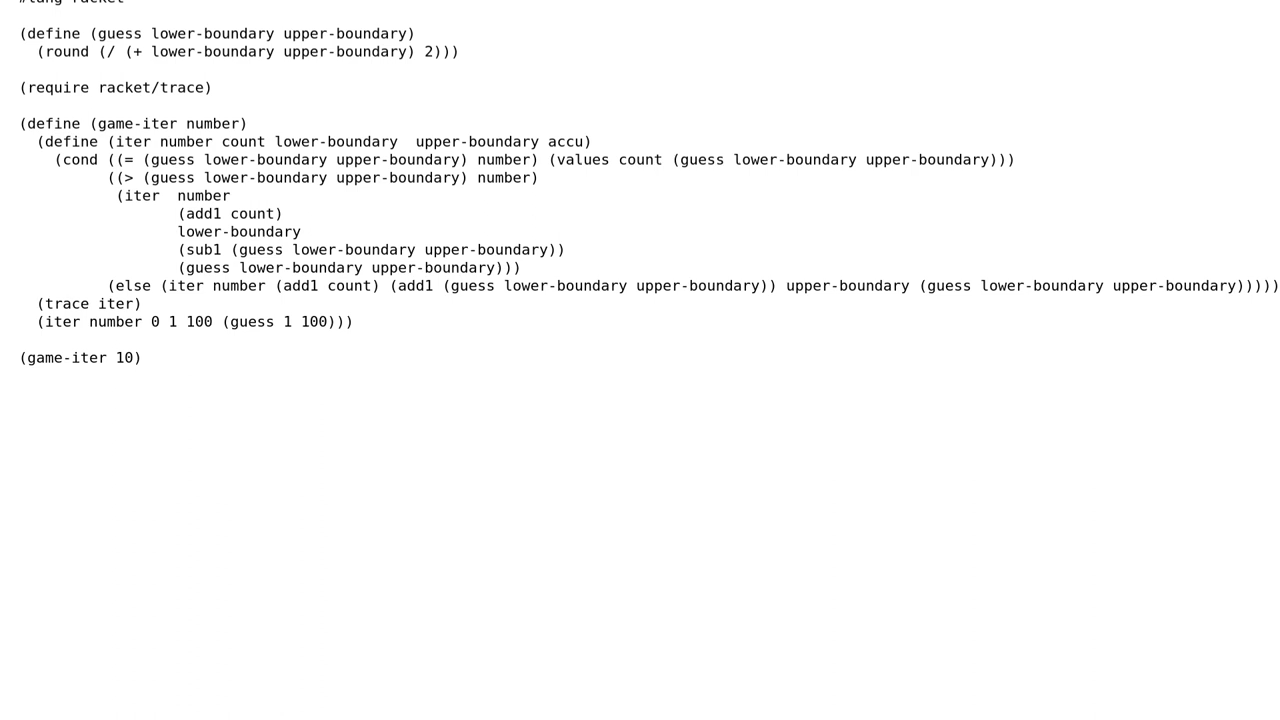 #lang racket
(define (guess lower-boundary upper-boundary)
  (round (/ (+ lower-boundary upper-boundary) 2)))
(require racket/trace)
(define (game-iter number)
  (define (iter number count lower-boundary  upper-boundary accu)
    (cond ((= (guess lower-boundary upper-boundary) number) (values count (guess lower-boundary upper-boundary)))
          ((> (guess lower-boundary upper-boundary) number)
           (iter  number
                  (add1 count)
                  lower-boundary
                  (sub1 (guess lower-boundary upper-boundary))
                  (guess lower-boundary upper-boundary)))
          (else (iter number (add1 count) (add1 (guess lower-boundary upper-boundary)) upper-boundary (guess lower-boundary upper-boundary)))))
  (trace iter)
  (iter number 0 1 100 (guess 1 100)))
(game-iter 10)